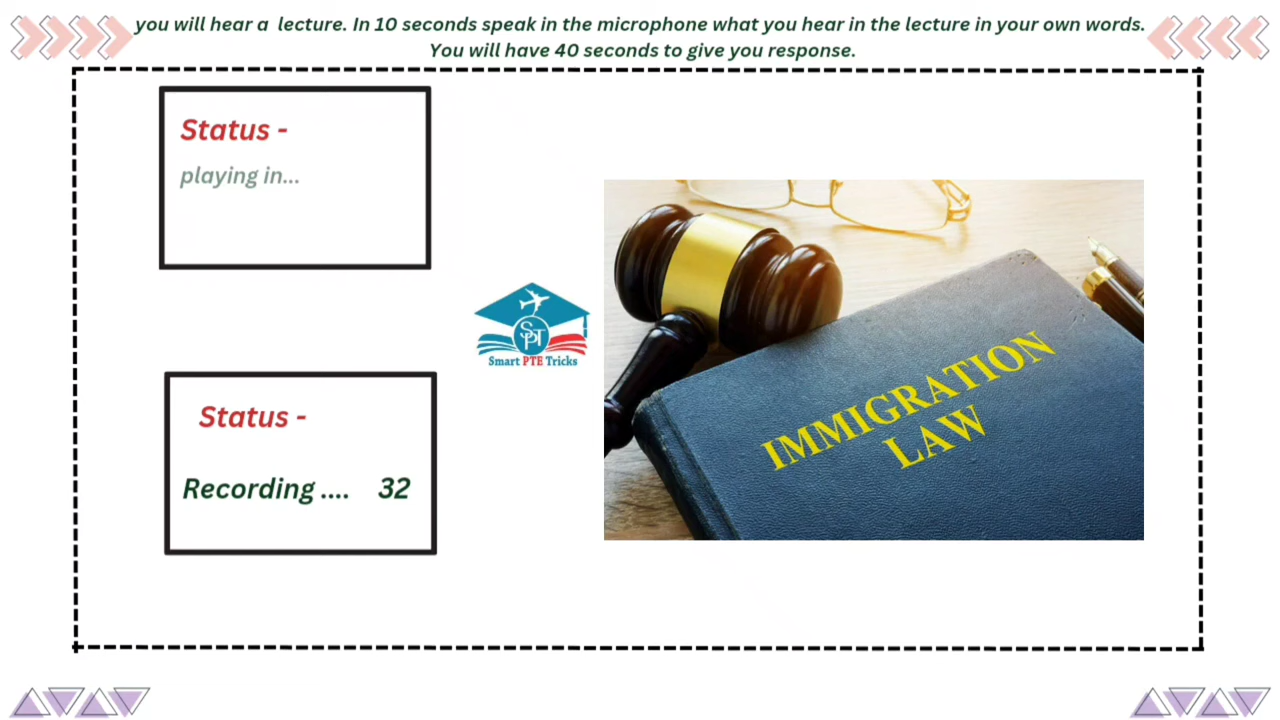 you will hear a lecture. In 10 seconds speak in the microphone what you hear in the lecture in your own words.
You will have 40 seconds to give you response.
Status -
playing in...
Status -
Recording .... 32
SPT
Smart PTE Tricks
IMMIGRATION
LAW